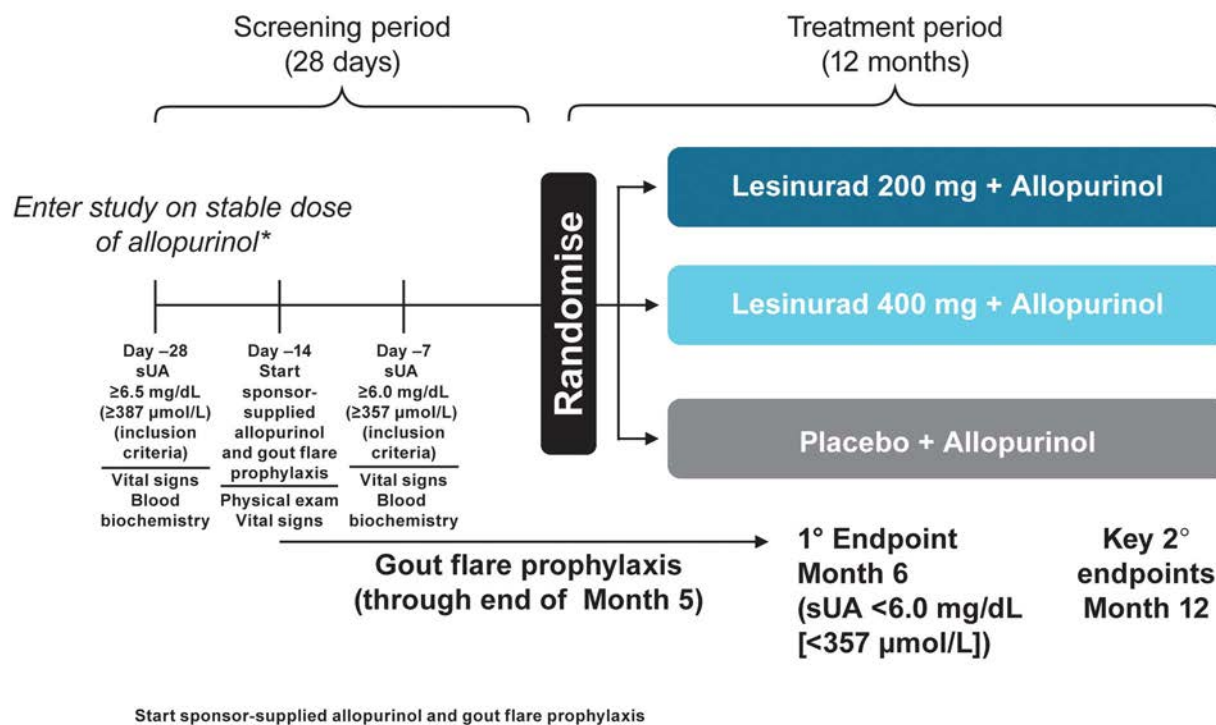 Screening period
(28 days)
Treatment period
(12 months)
Enter study on stable dose
of allopurinol*
Day –28
sUA
≥6.5 mg/dL
(≥387 µmol/L)
(inclusion
criteria)
Vital signs
Blood
biochemistry
Day –14
Start
sponsor-
supplied
allopurinol
and gout flare
prophylaxis
Physical exam
Vital signs
Day –7
sUA
≥6.0 mg/dL
(≥357 µmol/L)
(inclusion
criteria)
Vital signs
Blood
biochemistry
Randomise
Lesinurad 200 mg + Allopurinol
Lesinurad 400 mg + Allopurinol
Placebo + Allopurinol
Gout flare prophylaxis
(through end of Month 5)
1° Endpoint
Month 6
(sUA <6.0 mg/dL
[<357 µmol/L])
Key 2°
endpoints
Month 12
Start sponsor-supplied allopurinol and gout flare prophylaxis